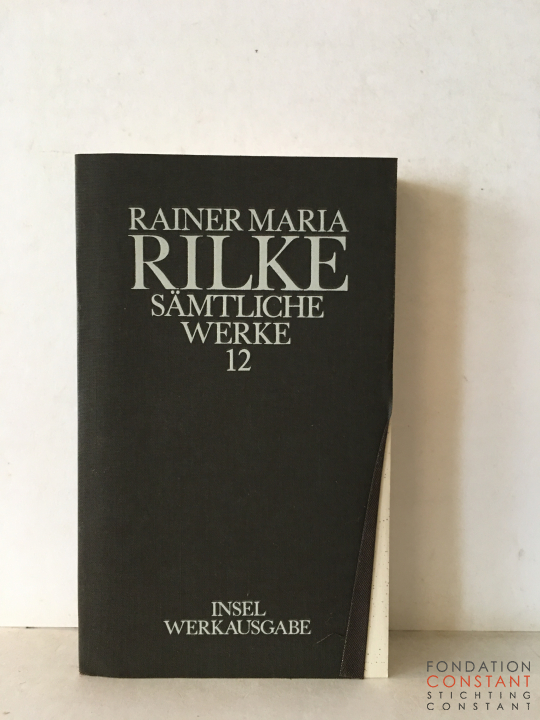 RAINER MARIA
RILKE
SÄMTLICHE
WERKE
12
INSEL
WERKAUSGABE
FONDATION
CONSTANT
STICHTING
CONSTANT